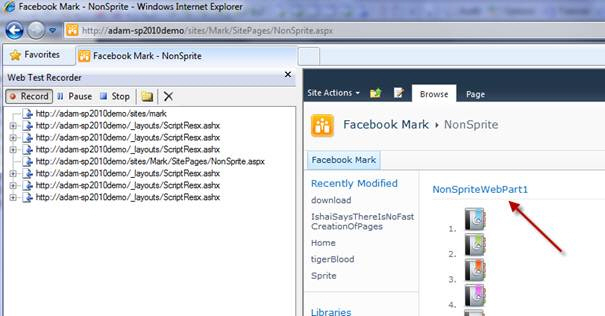 Facebook Mark - NonSprite - Windows Internet Explorer
http://adam-sp2010demo/sites/Mark/SitePages/NonSprite.aspx
Favorites
Facebook Mark - NonSprite
Web Test Recorder
Record
Pause
Stop
http://adam-sp2010demo/sites/mark
http://adam-sp2010demo/_layouts/ScriptResx.ashx
http://adam-sp2010demo/_layouts/ScriptResx.ashx
http://adam-sp2010demo/_layouts/ScriptResx.ashx
http://adam-sp2010demo/sites/Mark/SitePages/NonSprite.aspx
http://adam-sp2010demo/_layouts/ScriptResx.ashx
http://adam-sp2010demo/_layouts/ScriptResx.ashx
http://adam-sp2010demo/_layouts/ScriptResx.ashx
Site Actions
Browse
Page
Facebook Mark
NonSprite
Facebook Mark
Recently Modified
download
IshaiSaysThereIsNoFast
CreationOfPages
Home
tigerBlood
Sprite
Libraries
NonSpriteWebPart1
1.
2.
3.
4.